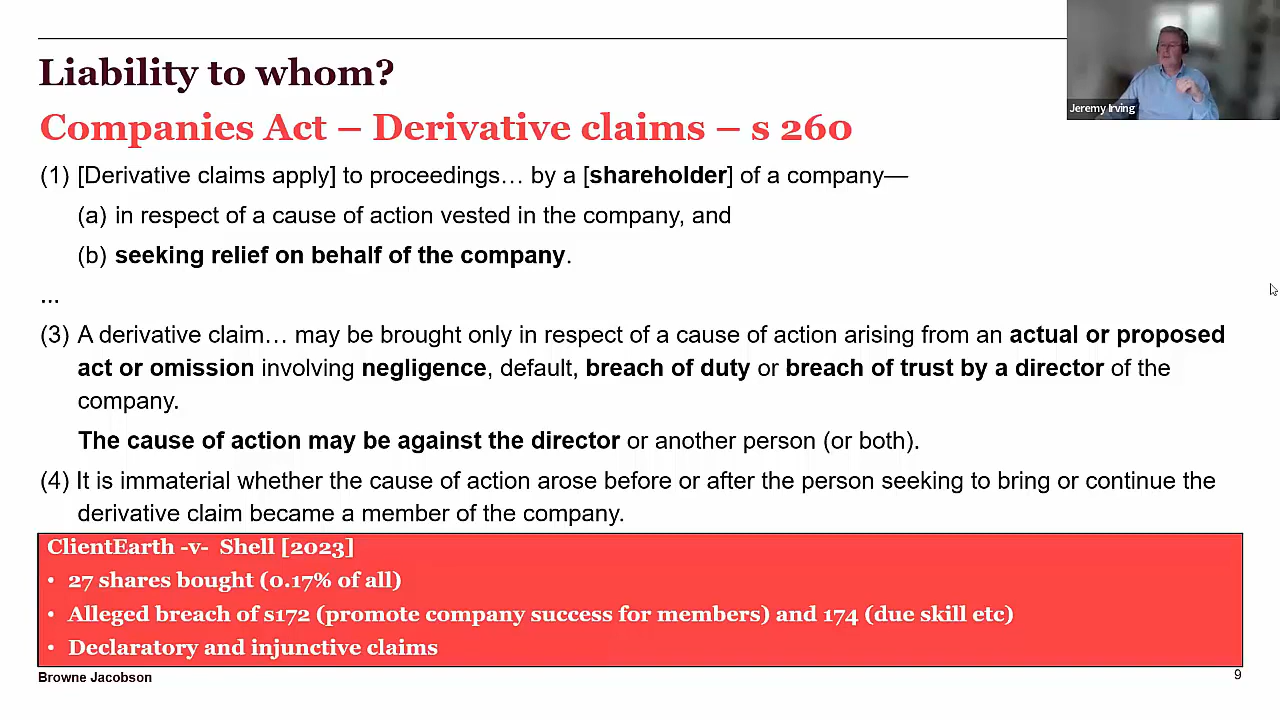 Liability to whom?
Jeremy Irving
Companies Act – Derivative claims – s 260
(1) [Derivative claims apply] to proceedings… by a [shareholder] of a company—
(a) in respect of a cause of action vested in the company, and
(b) seeking relief on behalf of the company.
...
(3) A derivative claim… may be brought only in respect of a cause of action arising from an actual or proposed
act or omission involving negligence, default, breach of duty or breach of trust by a director of the
company.
The cause of action may be against the director or another person (or both).
(4) It is immaterial whether the cause of action arose before or after the person seeking to bring or continue the
derivative claim became a member of the company.
ClientEarth -v- Shell [2023]
• 27 shares bought (0.17% of all)
• Alleged breach of s172 (promote company success for members) and 174 (due skill etc)
• Declaratory and injunctive claims
Browne Jacobson
9